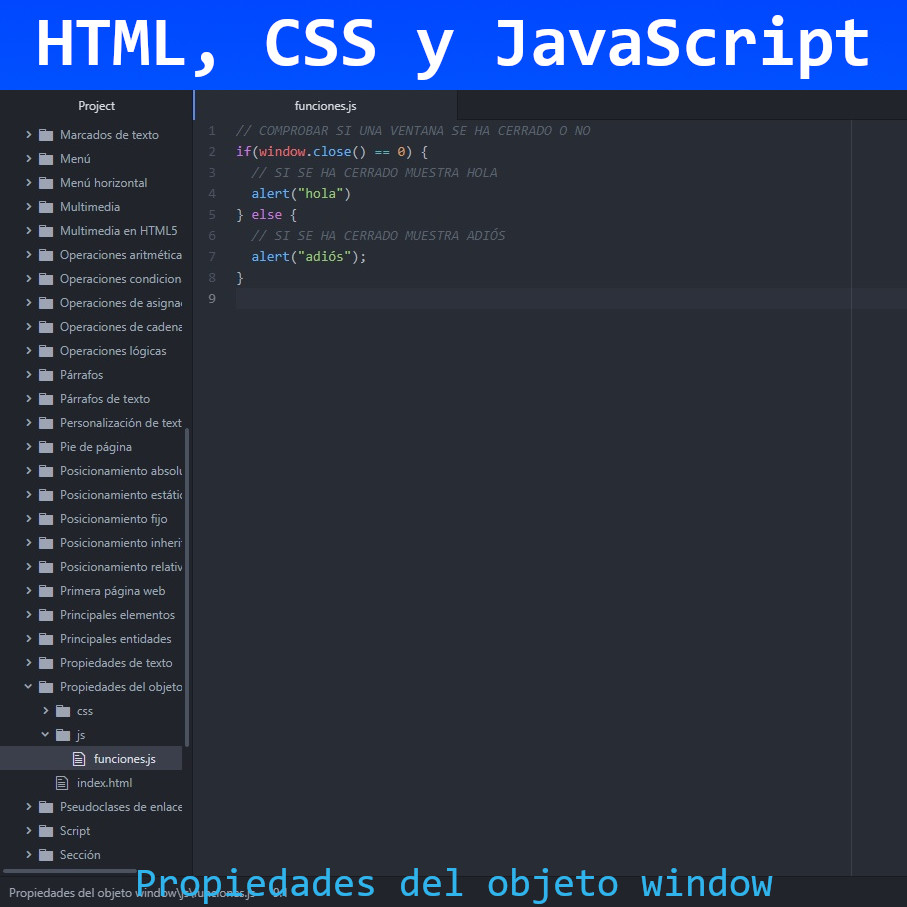 HTML, CSS y JavaScript
Project
funciones.js
Marcados de texto
Menú
Menú horizontal
Multimedia
Multimedia en HTML5
Operaciones aritmética
Operaciones condicion
Operaciones de asigna
Operaciones de cadena
Operaciones lógicas
Párrafos
Párrafos de texto
Personalización de text
Pie de página
Posicionamiento absolu
Posicionamiento estátic
Posicionamiento fijo
Posicionamiento inheri
Posicionamiento relativ
Primera página web
Principales elementos
Principales entidades
Propiedades de texto
Propiedades del objeto
css
js
funciones.js
index.html
Pseudoclases de enlace
Script
Sección
1 // COMPROBAR SI UNA VENTANA SE HA CERRADO O NO
2 if(window.close() == 0) {
3 // SI SE HA CERRADO MUESTRA HOLA
4 alert("hola")
5 } else {
6 // SI SE HA CERRADO MUESTRA ADIÓS
7 alert("adiós");
8 }
9
Propiedades del objeto window\js\funciones.js
Propiedades del objeto window